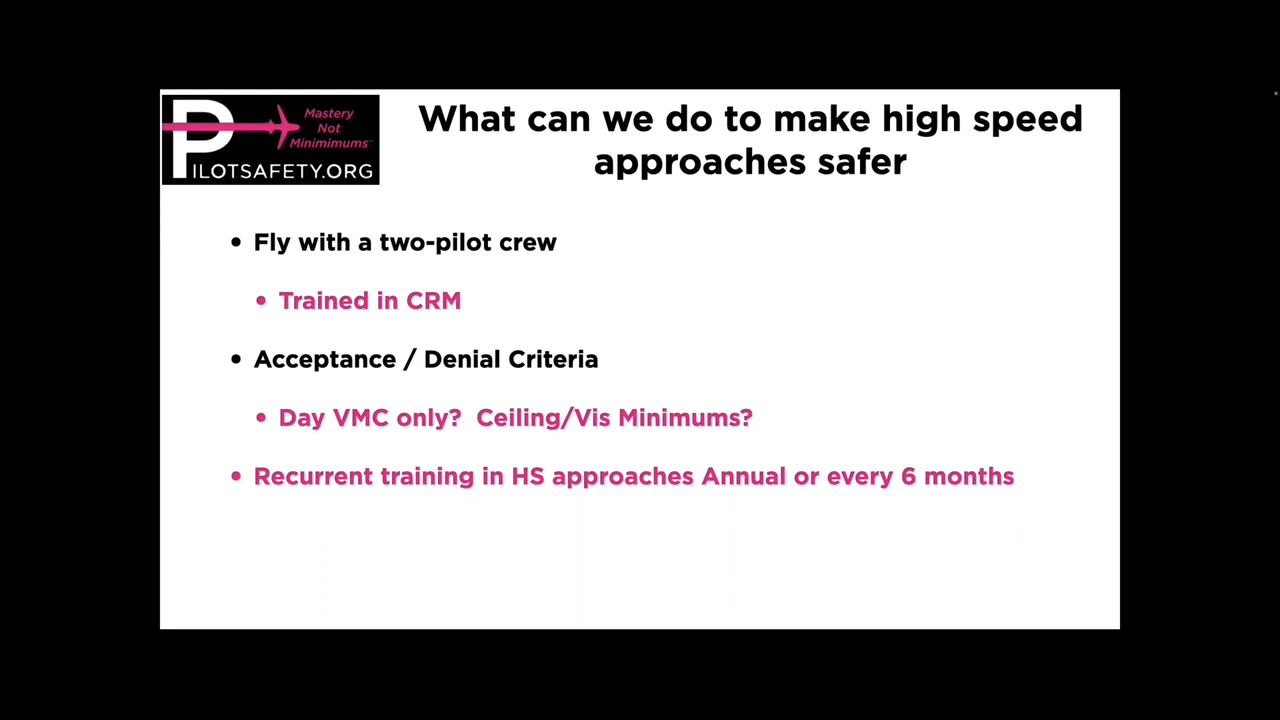 Mastery
Not
Minimimums™
PILOTSAFETY.ORG
What can we do to make high speed
approaches safer
• Fly with a two-pilot crew
• Trained in CRM
• Acceptance / Denial Criteria
• Day VMC only? Ceiling/Vis Minimums?
• Recurrent training in HS approaches Annual or every 6 months